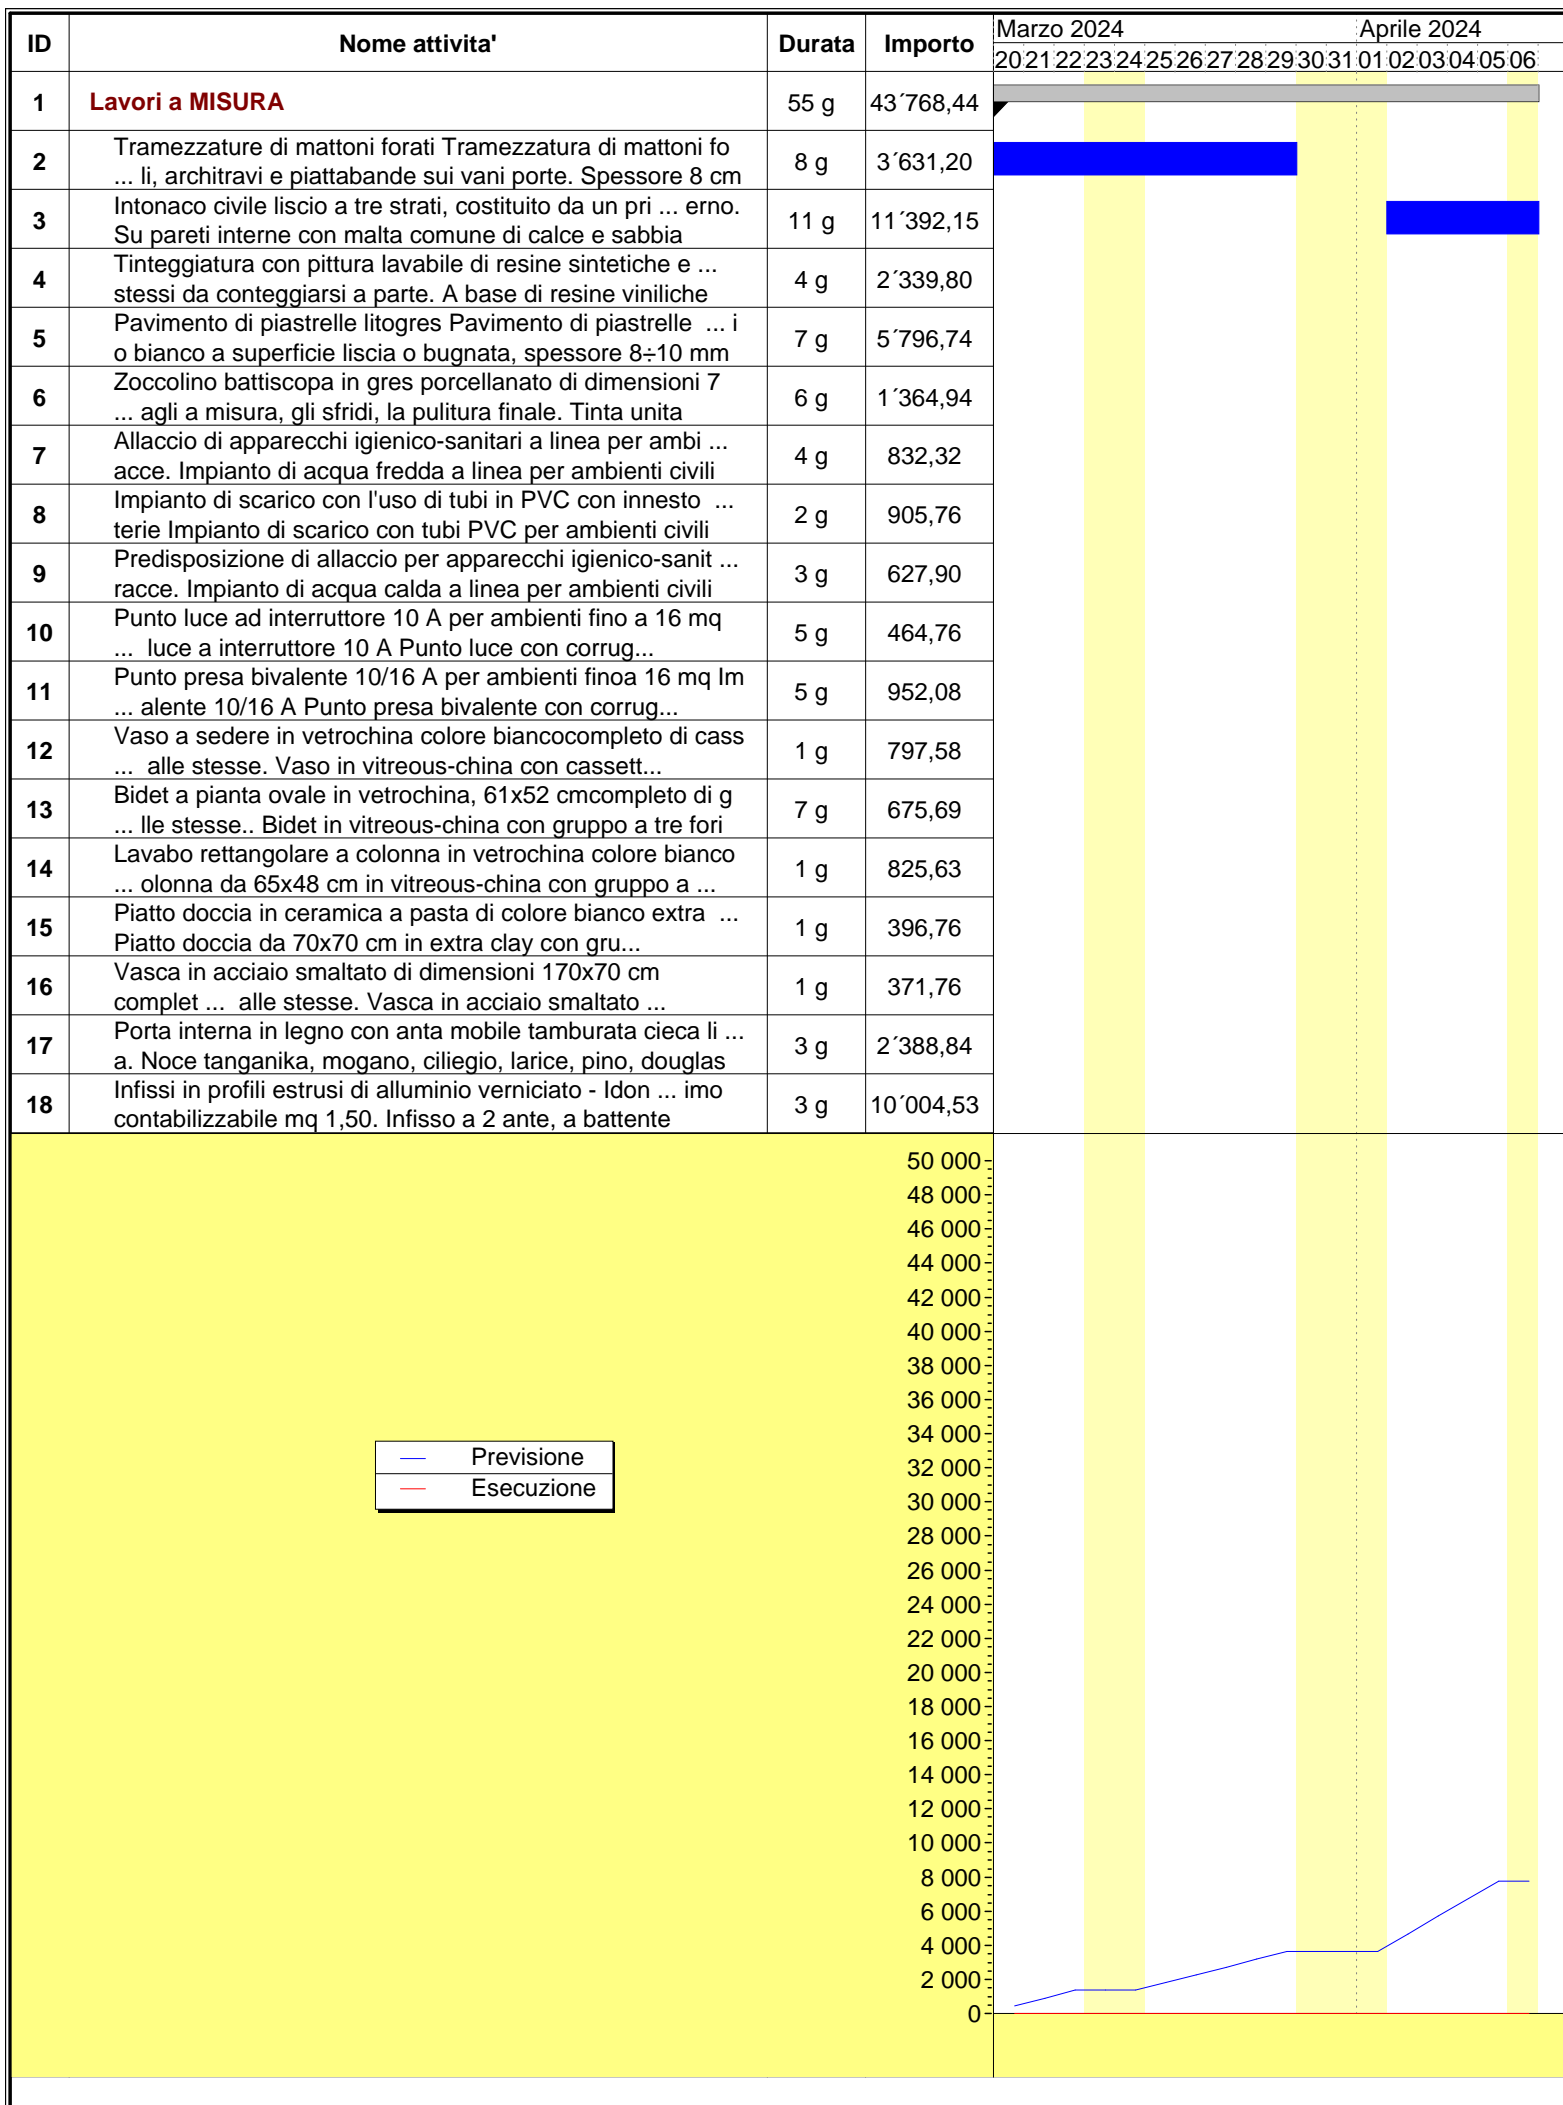 ID Nome attivita' Durata Importo Marzo 2024 Aprile 2024
20 21 22 23 24 25 26 27 28 29 30 31 01 02 03 04 05 06
1 Lavori a MISURA 55 g 43´768,44
2 Tramezzature di mattoni forati Tramezzatura di mattoni fo
... li, architravi e piattabande sui vani porte. Spessore 8 cm 8 g 3´631,20
3 Intonaco civile liscio a tre strati, costituito da un pri ... erno.
Su pareti interne con malta comune di calce e sabbia 11 g 11´392,15
4 Tinteggiatura con pittura lavabile di resine sintetiche e ...
stessi da conteggiarsi a parte. A base di resine viniliche 4 g 2´339,80
5 Pavimento di piastrelle litogres Pavimento di piastrelle ... i
o bianco a superficie liscia o bugnata, spessore 8÷10 mm 7 g 5´796,74
6 Zoccolino battiscopa in gres porcellanato di dimensioni 7
... agli a misura, gli sfridi, la pulitura finale. Tinta unita 6 g 1´364,94
7 Allaccio di apparecchi igienico-sanitari a linea per ambi ...
acce. Impianto di acqua fredda a linea per ambienti civili 4 g 832,32
8 Impianto di scarico con l'uso di tubi in PVC con innesto ...
terie Impianto di scarico con tubi PVC per ambienti civili 2 g 905,76
9 Predisposizione di allaccio per apparecchi igienico-sanit ...
racce. Impianto di acqua calda a linea per ambienti civili 3 g 627,90
10 Punto luce ad interruttore 10 A per ambienti fino a 16 mq
... luce a interruttore 10 A Punto luce con corrug... 5 g 464,76
11 Punto presa bivalente 10/16 A per ambienti finoa 16 mq Im
... alente 10/16 A Punto presa bivalente con corrug... 5 g 952,08
12 Vaso a sedere in vetrochina colore biancocompleto di cass
... alle stesse. Vaso in vitreous-china con cassett... 1 g 797,58
13 Bidet a pianta ovale in vetrochina, 61x52 cmcompleto di g
... lle stesse.. Bidet in vitreous-china con gruppo a tre fori 7 g 675,69
14 Lavabo rettangolare a colonna in vetrochina colore bianco
... olonna da 65x48 cm in vitreous-china con gruppo a ... 1 g 825,63
15 Piatto doccia in ceramica a pasta di colore bianco extra ...
Piatto doccia da 70x70 cm in extra clay con gru... 1 g 396,76
16 Vasca in acciaio smaltato di dimensioni 170x70 cm
complet ... alle stesse. Vasca in acciaio smaltato ... 1 g 371,76
17 Porta interna in legno con anta mobile tamburata cieca li ...
a. Noce tanganika, mogano, ciliegio, larice, pino, douglas 3 g 2´388,84
18 Infissi in profili estrusi di alluminio verniciato - Idon ... imo
contabilizzabile mq 1,50. Infisso a 2 ante, a battente 3 g 10´004,53
50 000
48 000
46 000
44 000
42 000
40 000
38 000
36 000
34 000
Previsione
32 000
Esecuzione
30 000
28 000
26 000
24 000
22 000
20 000
18 000
16 000
14 000
12 000
10 000
8 000
6 000
4 000
2 000
0